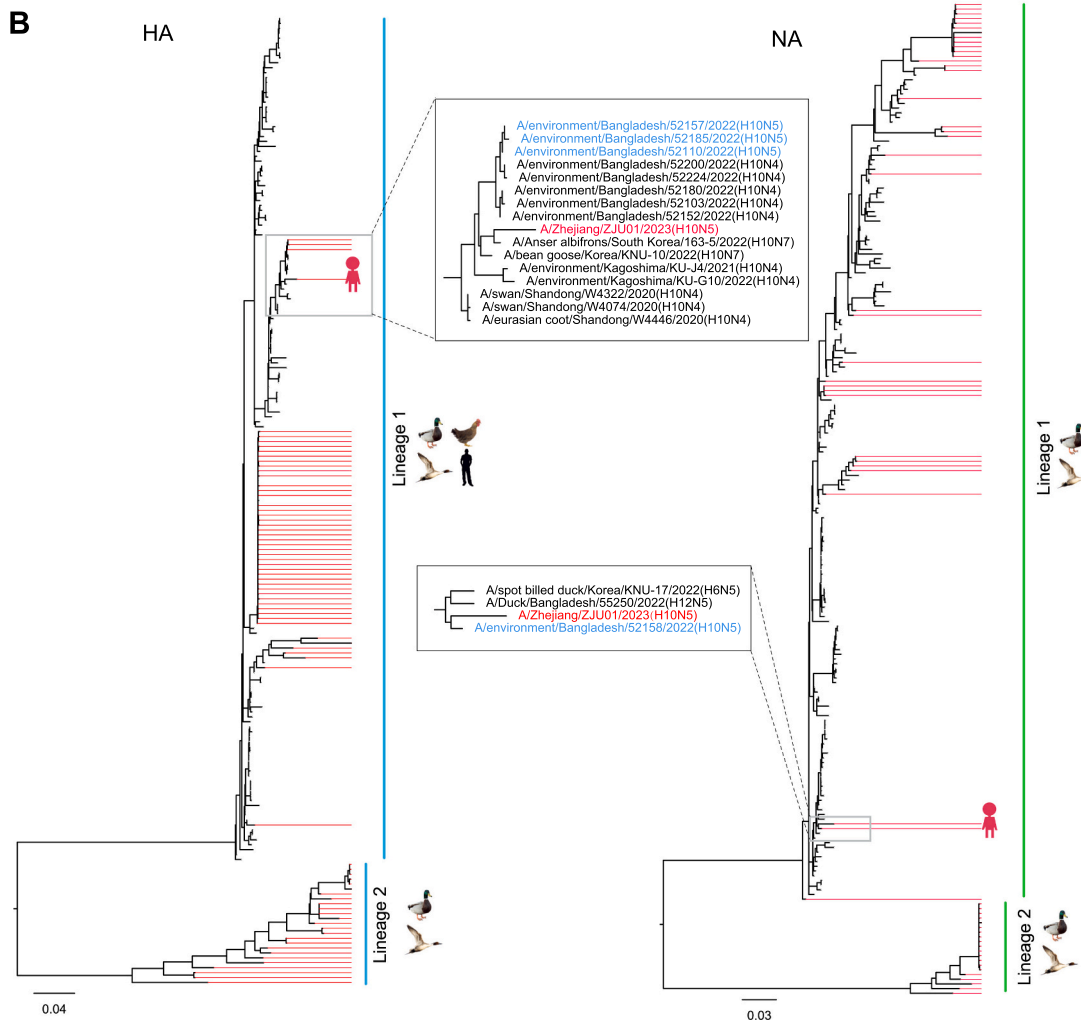 B
HA
NA
A/environment/Bangladesh/52157/2022(H10N5)
A/environment/Bangladesh/52185/2022(H10N5)
A/environment/Bangladesh/52110/2022(H10N5)
A/environment/Bangladesh/52200/2022(H10N4)
A/environment/Bangladesh/52224/2022(H10N4)
A/environment/Bangladesh/52180/2022(H10N4)
A/environment/Bangladesh/52103/2022(H10N4)
A/environment/Bangladesh/52152/2022(H10N4)
A/Zhejiang/ZJU01/2023(H10N5)
A/Anser albifrons/South Korea/163-5/2022(H10N7)
A/bean goose/Korea/KNU-10/2022(H10N7)
A/environment/Kagoshima/KU-J4/2021(H10N4)
A/environment/Kagoshima/KU-G10/2022(H10N4)
A/swan/Shandong/W4322/2020(H10N4)
A/swan/Shandong/W4074/2020(H10N4)
A/eurasian coot/Shandong/W4446/2020(H10N4)
Lineage 1
Lineage 1
A/spot billed duck/Korea/KNU-17/2022(H6N5)
A/Duck/Bangladesh/55250/2022(H12N5)
A/Zhejiang/ZJU01/2023(H10N5)
A/environment/Bangladesh/52158/2022(H10N5)
Lineage 2
Lineage 2
0.04
0.03